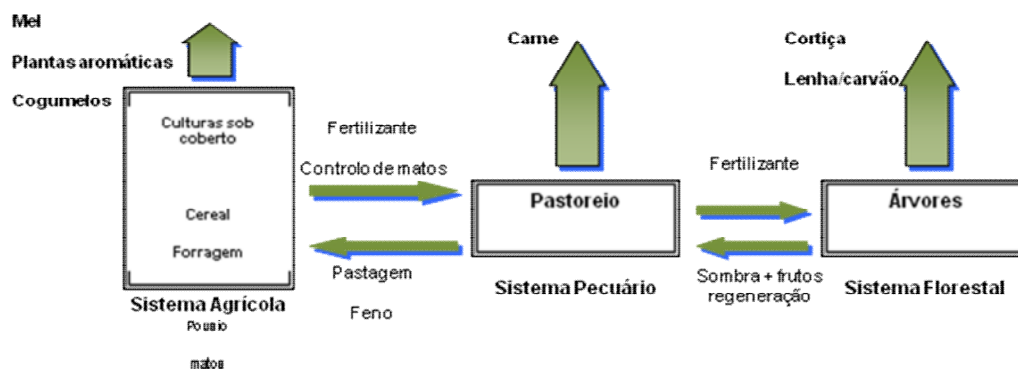 Mel
Plantas aromáticas
Cogumelos
Culturas sob
coberto
Cereal
Forragem
Sistema Agrícola
Pousio
matos
Fertilizante
Controlo de matos
Pastagem
Feno
Carne
Pastoreio
Sistema Pecuário
Fertilizante
Sombra + frutos
regeneração
Cortiça
Lenha/carvão
Árvores
Sistema Florestal